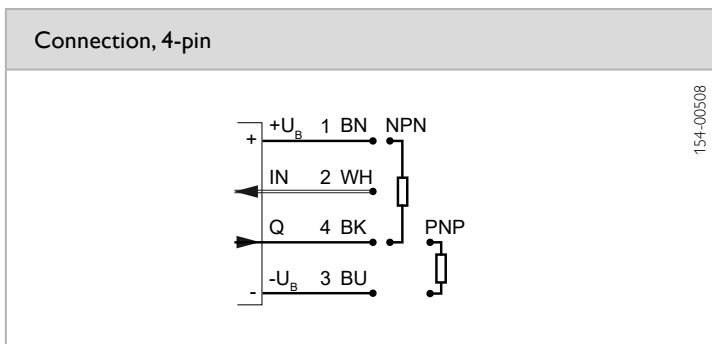 Connection, 4-pin
154-00508
+U_B 1 BN NPN
+
IN 2 WH
Q 4 BK PNP
-U_B 3 BU
-